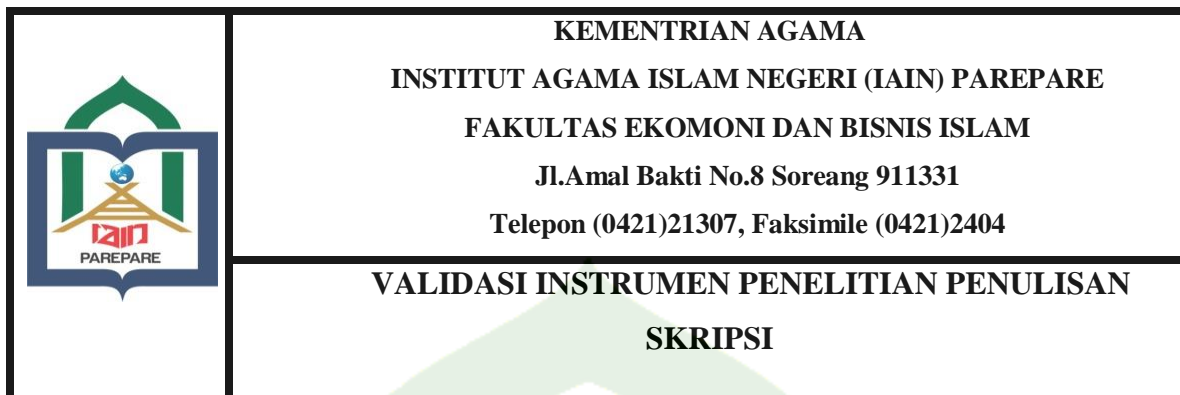 KEMENTRIAN AGAMA
INSTITUT AGAMA ISLAM NEGERI (IAIN) PAREPARE
FAKULTAS EKOMONI DAN BISNIS ISLAM
Jl.Amal Bakti No.8 Soreang 911331
Telepon (0421)21307, Faksimile (0421)2404
IAIN
PAREPARE
VALIDASI INSTRUMEN PENELITIAN PENULISAN
SKRIPSI